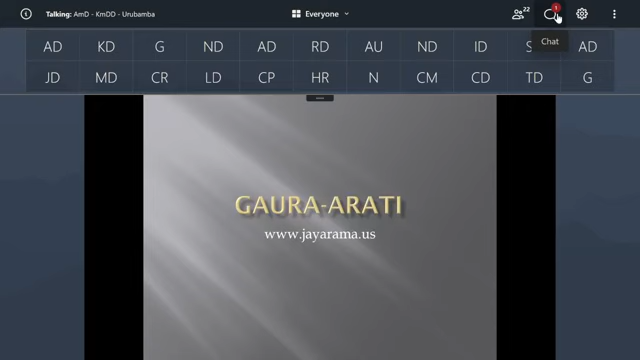 Talking: AmD - KmDD - Urubamba
Everyone
22
1
Chat
AD KD G ND AD RD AU ND ID AD
JD MD CR LD CP HR N CM CD TD G
GAURA-ARATI
www.jayarama.us